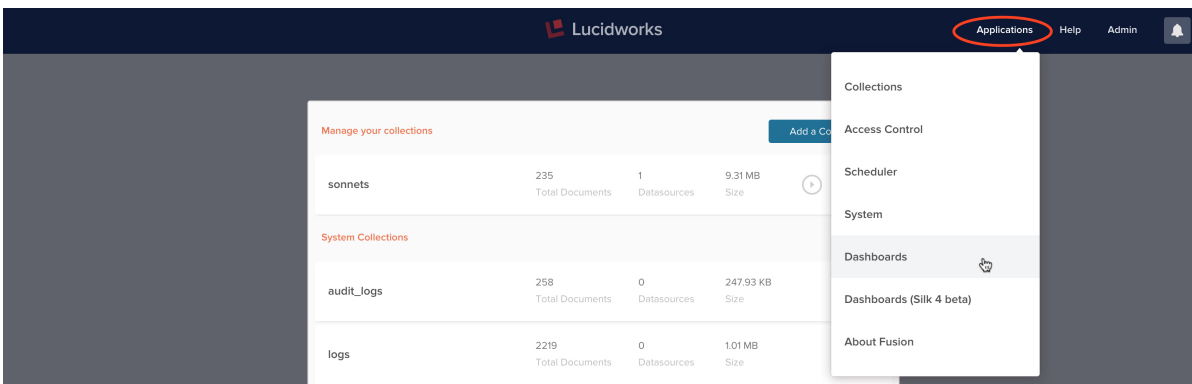 Lucidworks
Applications Help Admin
Collections
Manage your collections
Add a Co
Access Control
sonnets
235
Total Documents
1
Datasources
9.31 MB
Size
Scheduler
System
System Collections
Dashboards
audit_logs
258
Total Documents
0
Datasources
247.93 KB
Size
Dashboards (Silk 4 beta)
logs
2219
Total Documents
0
Datasources
1.01 MB
Size
About Fusion